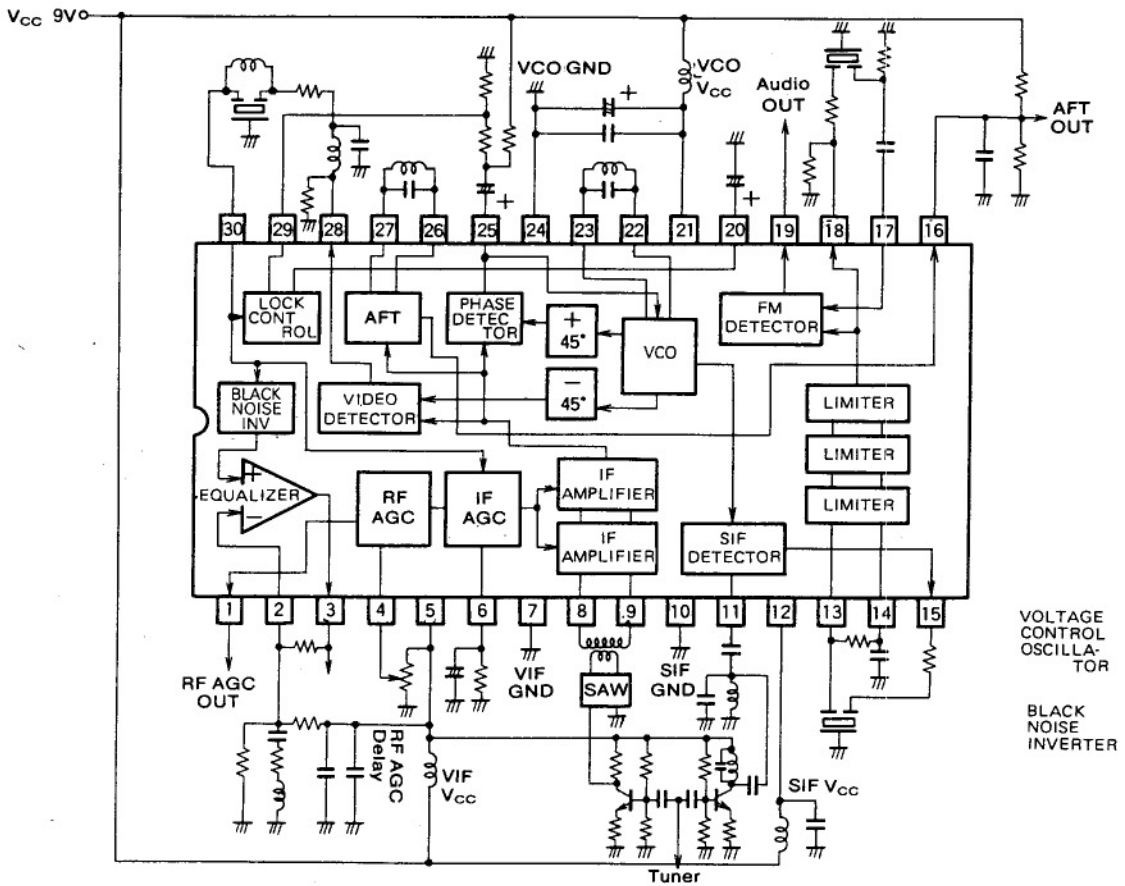 VCC 9V
VCO GND
VCO
VCC
Audio
OUT
AFT
OUT
30 29 28 27 26 25 24 23 22 21 20 19 18 17 16
LOCK
CONT
ROL
AFT
PHASE
DETEC
TOR
+
45°
VCO
FM
DETECTOR
BLACK
NOISE
INV
VIDEO
DETECTOR
−
45°
LIMITER
LIMITER
LIMITER
+
EQUALIZER
−
RF
AGC
IF
AGC
IF
AMPLIFIER
IF
AMPLIFIER
SIF
DETECTOR
1 2 3 4 5 6 7 8 9 10 11 12 13 14 15
RF AGC
OUT
RF AGC
Delay
VIF
VCC
VIF
GND
SAW
SIF
GND
SIF VCC
Tuner
VOLTAGE
CONTROL
OSCILLA-
TOR
BLACK
NOISE
INVERTER
+
+
+